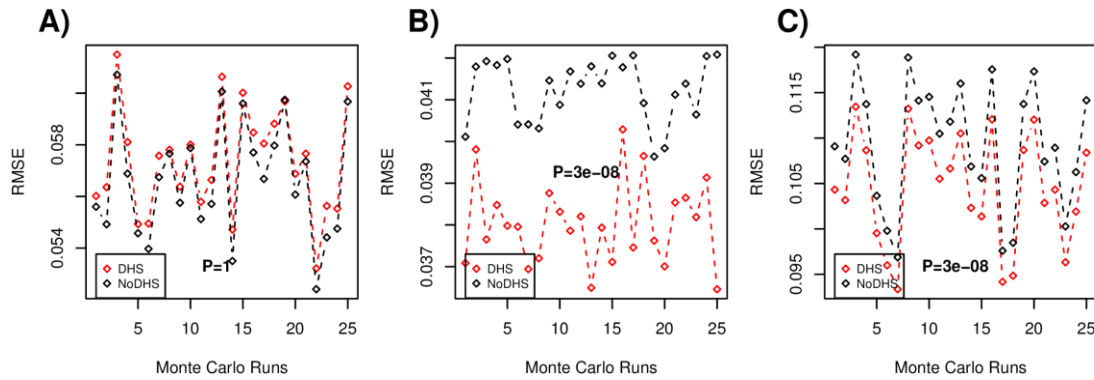 A)
RMSE
0.058
0.054
DHS
NoDHS
P=1
5 10 15 20 25
Monte Carlo Runs
B)
RMSE
0.041
0.039
0.037
P=3e−08
DHS
NoDHS
5 10 15 20 25
Monte Carlo Runs
C)
RMSE
0.115
0.105
0.095
DHS
NoDHS
P=3e−08
5 10 15 20 25
Monte Carlo Runs